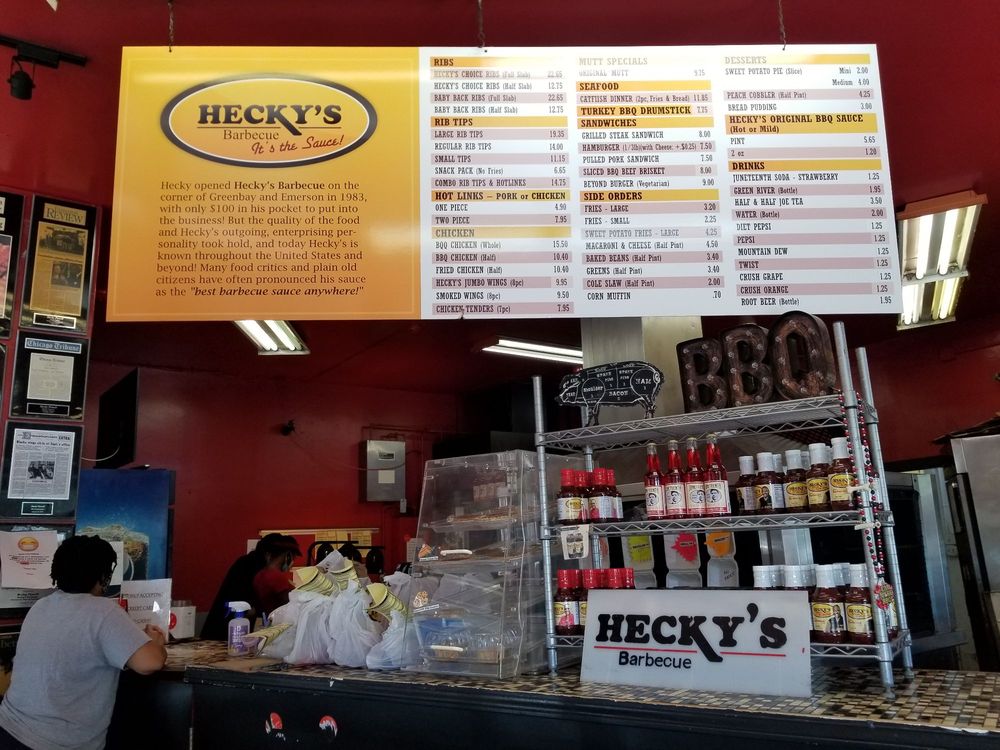 HECKY'S
Barbecue
It's the Sauce!
Hecky opened Hecky's Barbecue on the
corner of Greenbay and Emerson in 1983,
with only $100 in his pocket to put into
the business! But the quality of the food
and Hecky's outgoing, enterprising per-
sonality took hold, and today Hecky's is
known throughout the United States and
beyond! Many food critics and plain old
citizens have often pronounced his sauce
as the "best barbecue sauce anywhere!"
RIBS
HECKY'S CHOICE RIBS (Full Slab) 22.65
HECKY'S CHOICE RIBS (Half Slab) 12.75
BABY BACK RIBS (Full Slab) 22.65
BABY BACK RIBS (Half Slab) 12.75
RIB TIPS
LARGE RIB TIPS 19.35
REGULAR RIB TIPS 14.00
SMALL TIPS 11.15
SNACK PACK (No Fries) 6.65
COMBO RIB TIPS & HOTLINKS 14.75
HOT LINKS – PORK or CHICKEN
ONE PIECE 4.90
TWO PIECE 7.95
CHICKEN
BQQ CHICKEN (Whole) 15.50
BBQ CHICKEN (Half) 10.40
FRIED CHICKEN (Half) 10.40
HECKY'S JUMBO WINGS (6pc) 9.95
SMOKED WINGS (8pc) 9.50
CHICKEN TENDERS (7pc) 7.95
MUTT SPECIALS
ORIGINAL MUTT 9.75
SEAFOOD
CATFISH DINNER (2pc, Fries & Bread) 11.85
TURKEY BBQ DRUMSTICK 7.75
SANDWICHES
GRILLED STEAK SANDWICH 8.00
HAMBURGER (1/3lb)(with Cheese: +$0.25) 7.50
PULLED PORK SANDWICH 7.50
SLICED BBQ BEEF BRISKET 8.00
BEYOND BURGER (Vegetarian) 9.00
SIDE ORDERS
FRIES - LARGE 3.20
FRIES - SMALL 2.25
SWEET POTATO FRIES - LARGE 4.25
MACARONI & CHEESE (Half Pint) 4.50
BAKED BEANS (Half Pint) 3.40
GREENS (Half Pint) 3.40
COLE SLAW (Half Pint) 2.00
CORN MUFFIN .70
DESSERTS
SWEET POTATO PIE (Slice) Mini 2.00
Medium 4.00
PEACH COBBLER (Half Pint) 4.25
BREAD PUDDING 3.00
HECKY'S ORIGINAL BBQ SAUCE
(Hot or Mild)
PINT 5.65
2 oz 1.20
DRINKS
JUNETEENTH SODA - STRAWBERRY 1.25
GREEN RIVER (Bottle) 1.95
HALF & HALF JOE TEA 3.50
WATER (Bottle) 2.00
DIET PEPSI 1.25
PEPSI 1.25
MOUNTAIN DEW 1.25
TWIST 1.25
CRUSH GRAPE 1.25
CRUSH ORANGE 1.25
ROOT BEER (Bottle) 1.95
REVIEW
Chicago Tribune
BBQ
HAM
BACON
HECKY'S
Barbecue